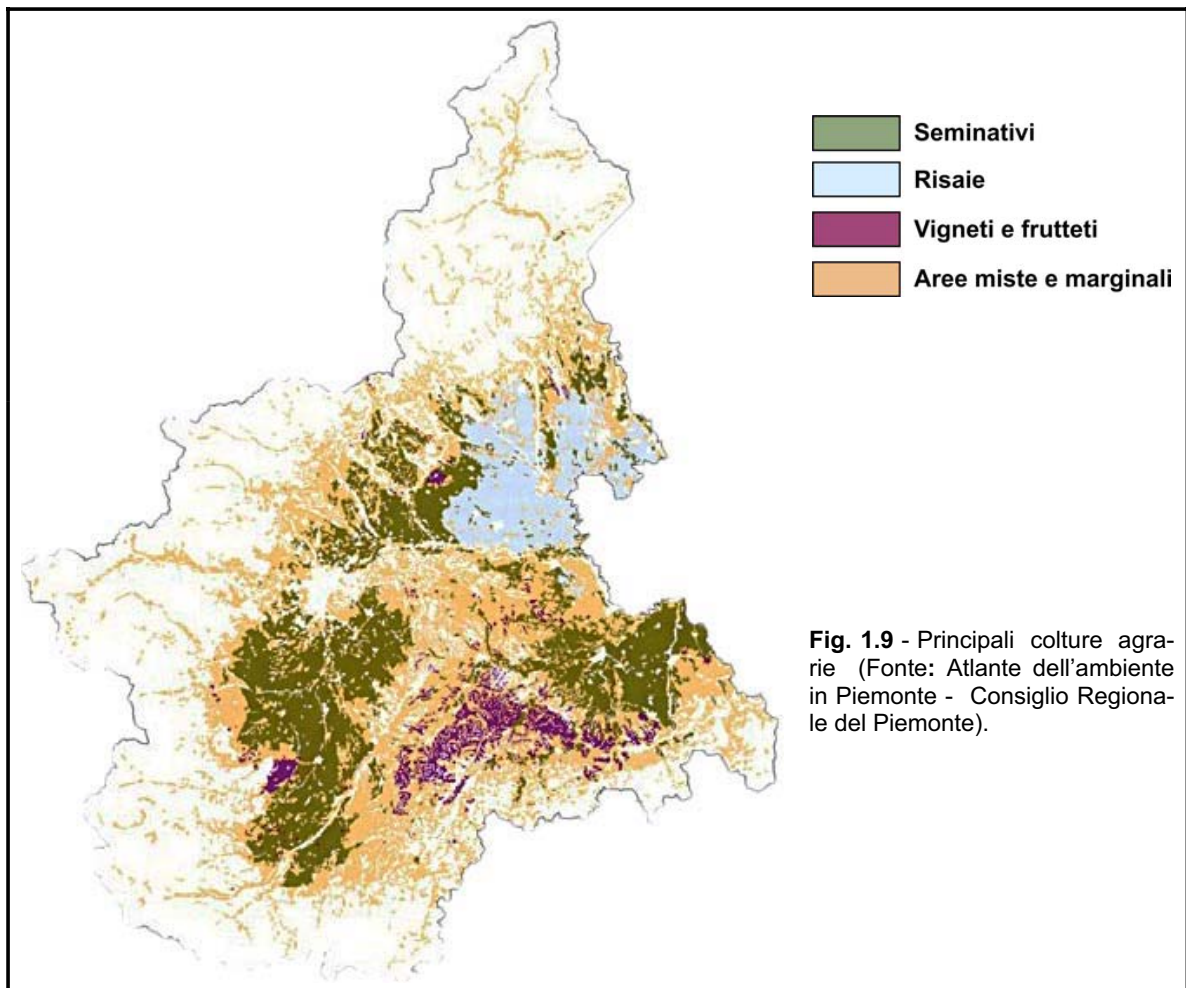 Seminativi
Risaie
Vigneti e frutteti
Aree miste e marginali
Fig. 1.9 - Principali colture agra-
rie (Fonte: Atlante dell'ambiente
in Piemonte - Consiglio Regiona-
le del Piemonte).